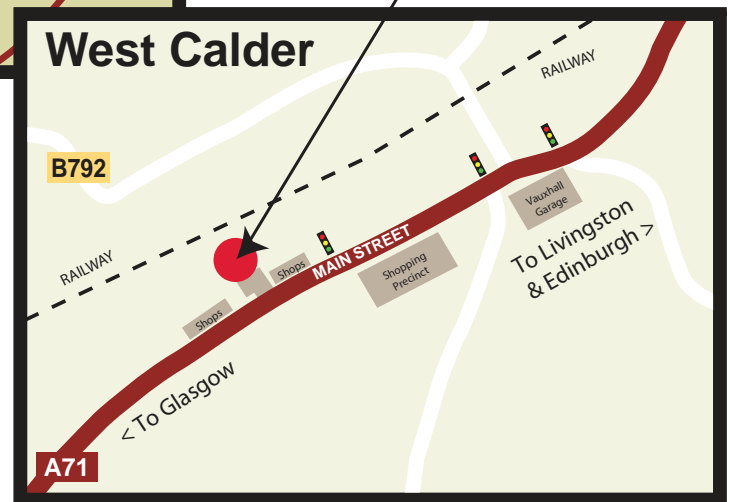 West Calder
RAILWAY
B792
Vauxhall
Garage
To Livingston
& Edinburgh >
MAIN STREET
Shops
Shopping
Precinct
RAILWAY
Shops
< To Glasgow
A71